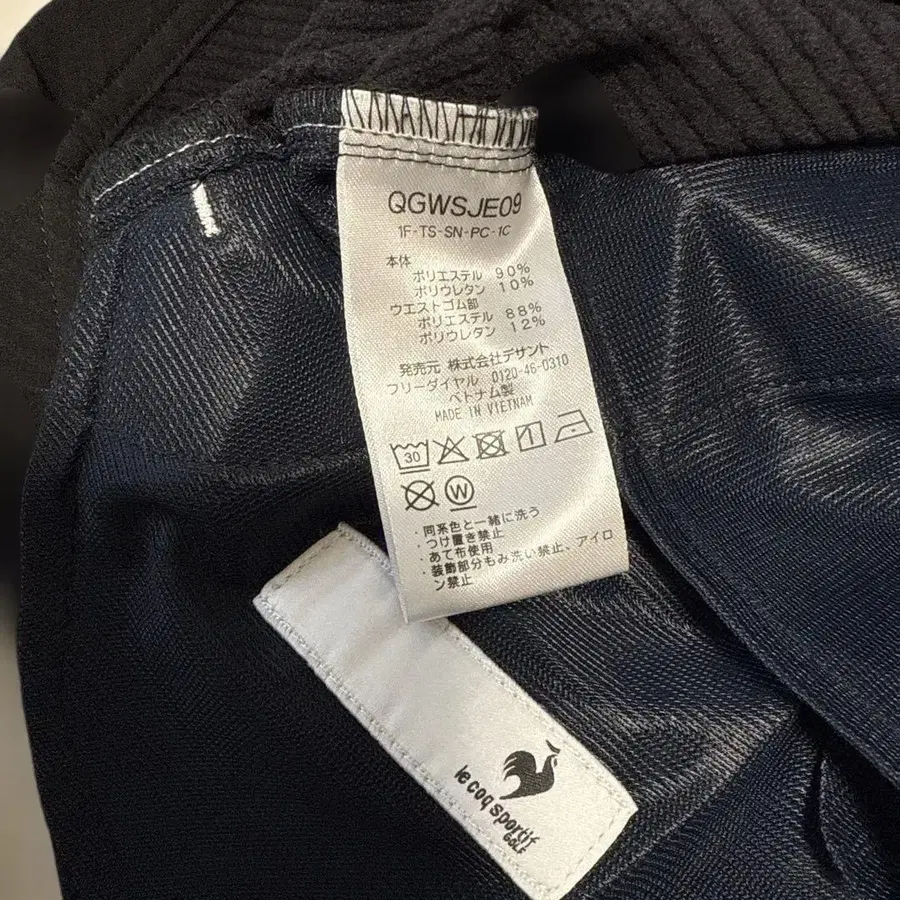 QGWSJE09
1F-TS-SN-PC-1C
本体
ポリエステル 90%
ポリウレタン 10%
ウエストゴム部
ポリエステル 88%
ポリウレタン 12%
発売元 株式会社デサント
フリーダイヤル 0120-46-0310
ベトナム製
MADE IN VIETNAM
30
W
・同系色と一緒に洗う
・つけ置き禁止
・あて布使用
・装飾部分もみ洗い禁止、アイロ
ン禁止
le coq sportif
GOLF